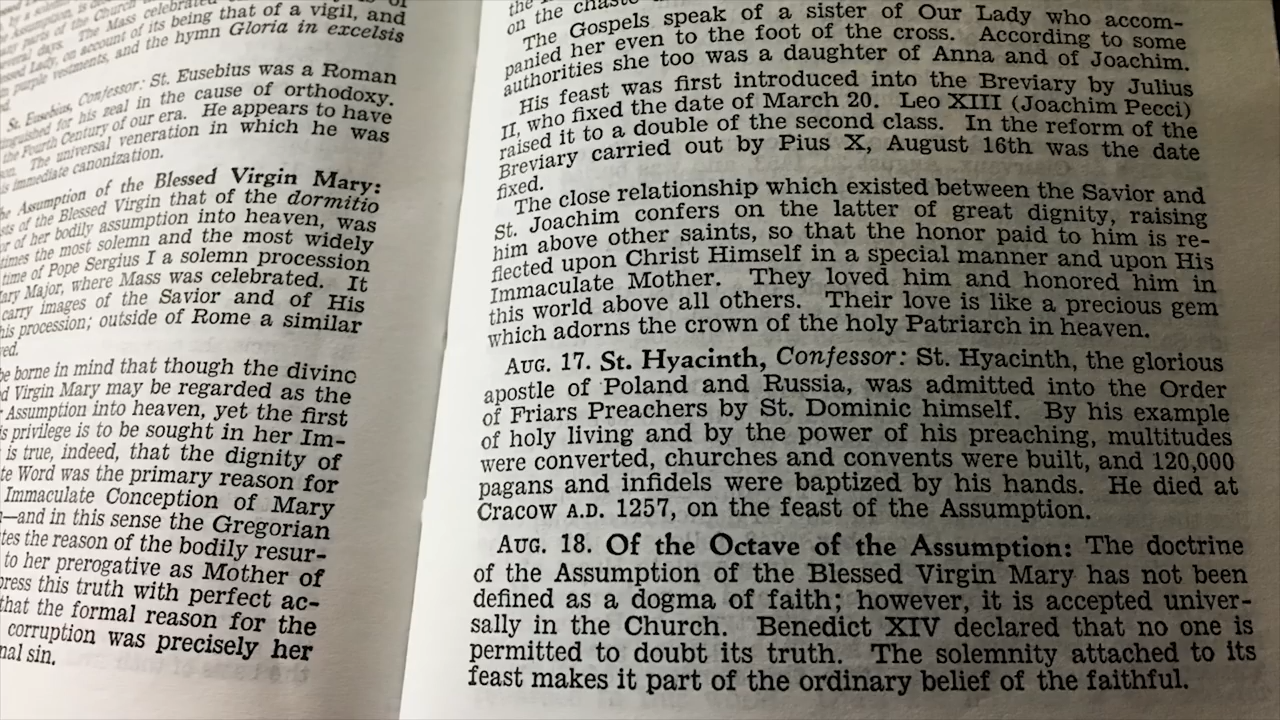 by a
Assumption, is
many parts of the Church
several days. The Mass celebrated
essed Lady, on account of its being that of a vigil, and
in purple vestments, and the hymn Gloria in excelsis
St. Eusebius, Confessor: St. Eusebius was a Roman
for his zeal in the cause of orthodoxy.
the Fourth Century of our era. He appears to have
The universal veneration in which he was
immediate canonization.
Assumption of the Blessed Virgin Mary:
of the Blessed Virgin that of the dormitio
of her bodily assumption into heaven, was
times the most solemn and the most widely
time of Pope Sergius I a solemn procession
Major, where Mass was celebrated. It
carry images of the Savior and of His
his procession; outside of Rome a similar
be borne in mind that though the divine
Virgin Mary may be regarded as the
Assumption into heaven, yet the first
is privilege is to be sought in her Im-
is true, indeed, that the dignity of
te Word was the primary reason for
Immaculate Conception of Mary
—and in this sense the Gregorian
tes the reason of the bodily resur-
to her prerogative as Mother of
press this truth with perfect ac-
that the formal reason for the
corruption was precisely her
nal sin.
the
on the chaste
The Gospels speak of a sister of Our Lady who accom-
panied her even to the foot of the cross. According to some
authorities she too was a daughter of Anna and of Joachim.
His feast was first introduced into the Breviary by Julius
II, who fixed the date of March 20. Leo XIII (Joachim Pecci)
raised it to a double of the second class. In the reform of the
Breviary carried out by Pius X, August 16th was the date
fixed.
The close relationship which existed between the Savior and
St. Joachim confers on the latter of great dignity, raising
him above other saints, so that the honor paid to him is re-
flected upon Christ Himself in a special manner and upon His
Immaculate Mother. They loved him and honored him in
this world above all others. Their love is like a precious gem
which adorns the crown of the holy Patriarch in heaven.
AUG. 17. St. Hyacinth, Confessor: St. Hyacinth, the glorious
apostle of Poland and Russia, was admitted into the Order
of Friars Preachers by St. Dominic himself. By his example
of holy living and by the power of his preaching, multitudes
were converted, churches and convents were built, and 120,000
pagans and infidels were baptized by his hands. He died at
Cracow A.D. 1257, on the feast of the Assumption.
AUG. 18. Of the Octave of the Assumption: The doctrine
of the Assumption of the Blessed Virgin Mary has not been
defined as a dogma of faith; however, it is accepted univer-
sally in the Church. Benedict XIV declared that no one is
permitted to doubt its truth. The solemnity attached to its
feast makes it part of the ordinary belief of the faithful.